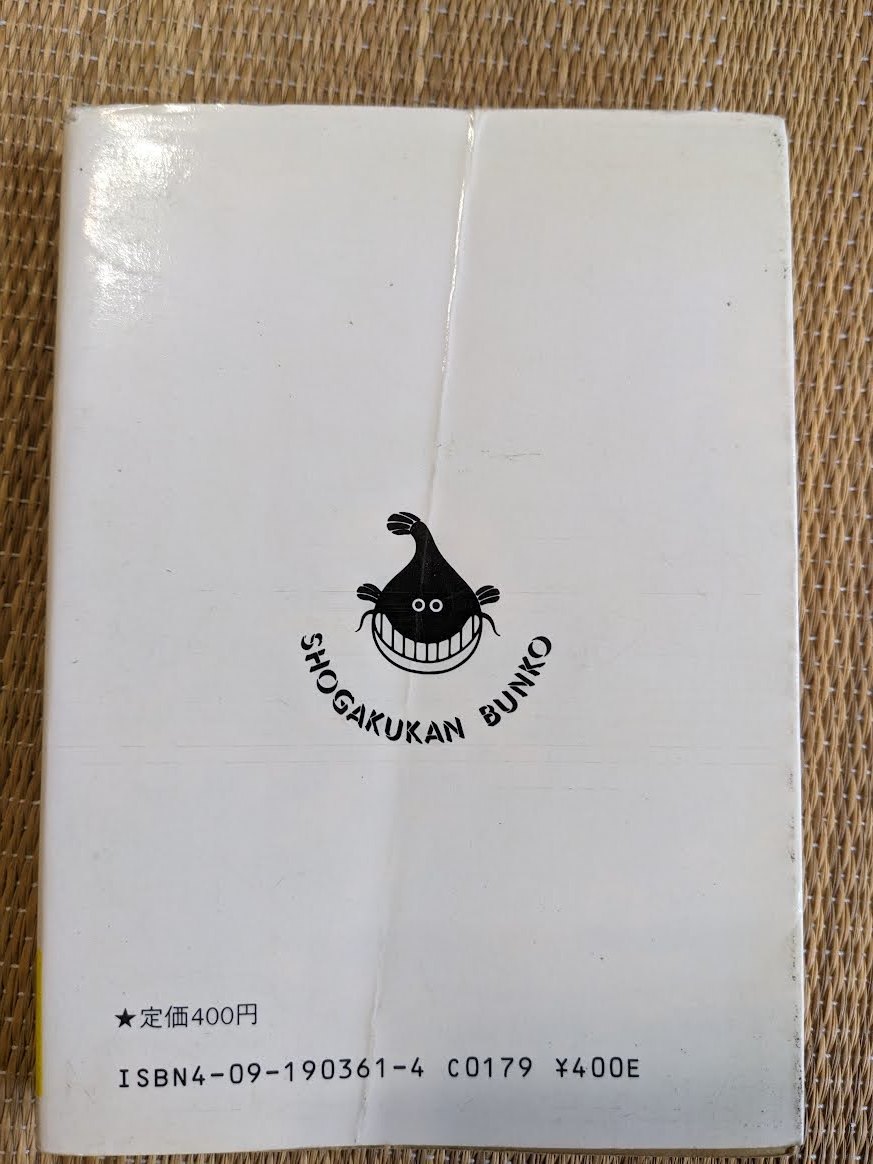 SHOGAKUKAN BUNKO
★定価400円
ISBN4-09-190361-4 C0179 ¥400E